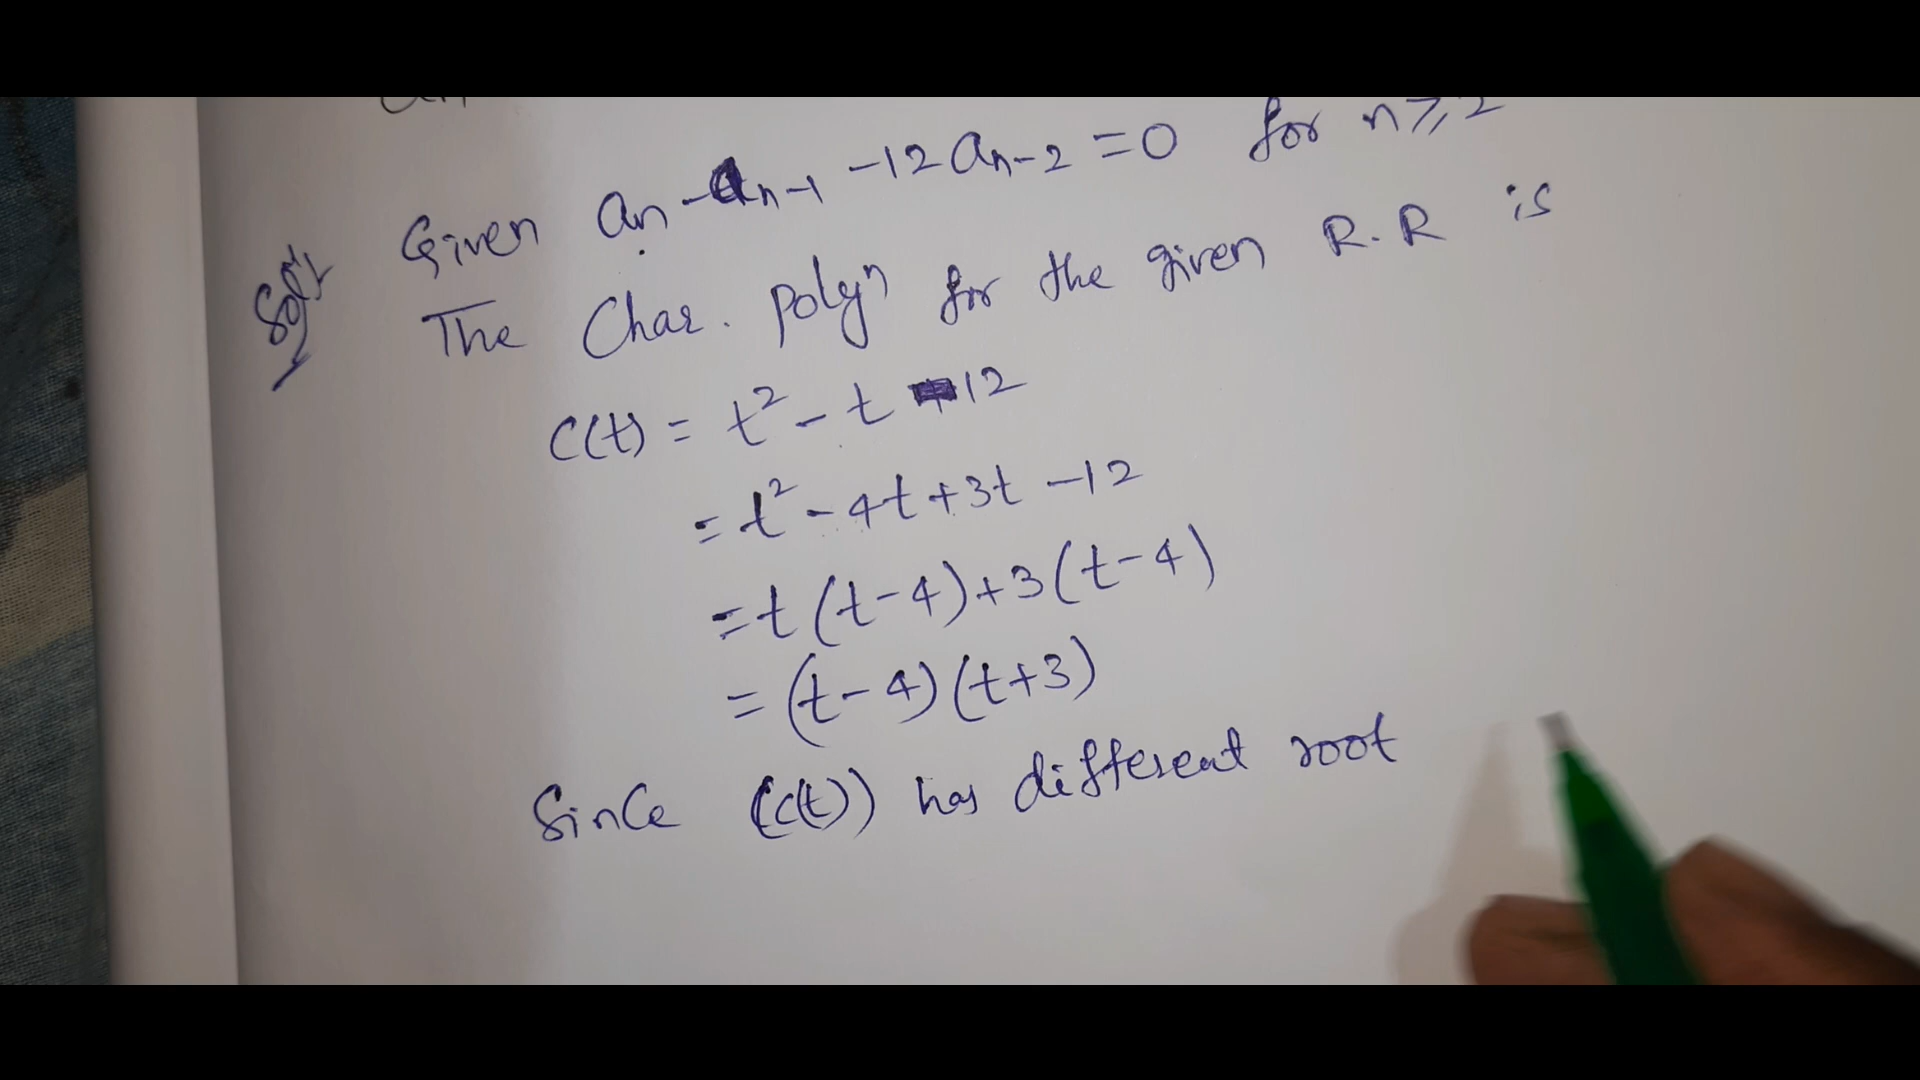 Given an - an-1 - 12 an-2 = 0 for n ≥ 2
Soln The Char. Polyn for the given R.R is
C(t) = t² - t - 12
= t² - 4t + 3t - 12
= t (t - 4) + 3 (t - 4)
= (t - 4) (t + 3)
Since (C(t)) has different root